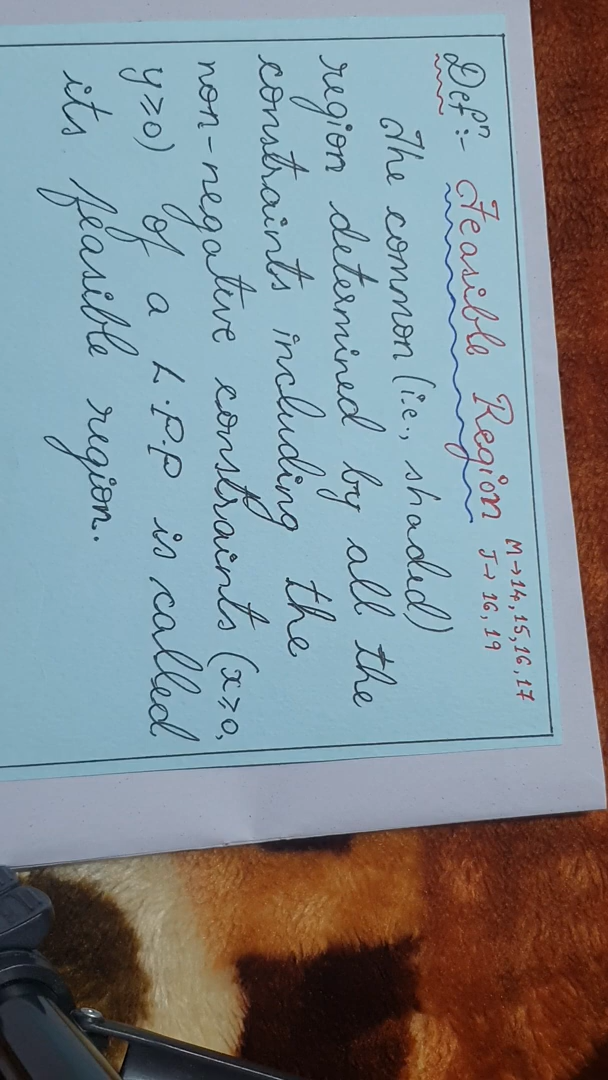 Defⁿ:- Feasible Region M→14,15,16,17
J→16,19
The common (i.e., shaded)
region determined by all the
constraints including the
non-negative constraints (x≥0,
y≥0) of a L.P.P is called
its feasible region.